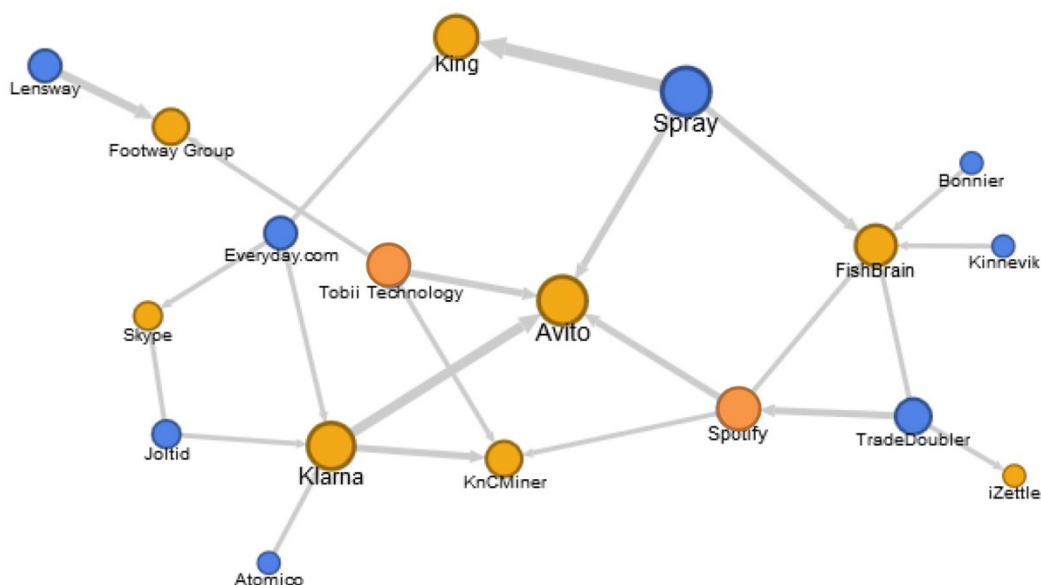 King
Lensway
Spray
Footway Group
Bonnier
Everyday.com
FishBrain
Kinnevik
Tobii Technology
Skype
Avito
Spotify
TradeDoubler
Joltid
Klarna
KnCMiner
iZettle
Atomico